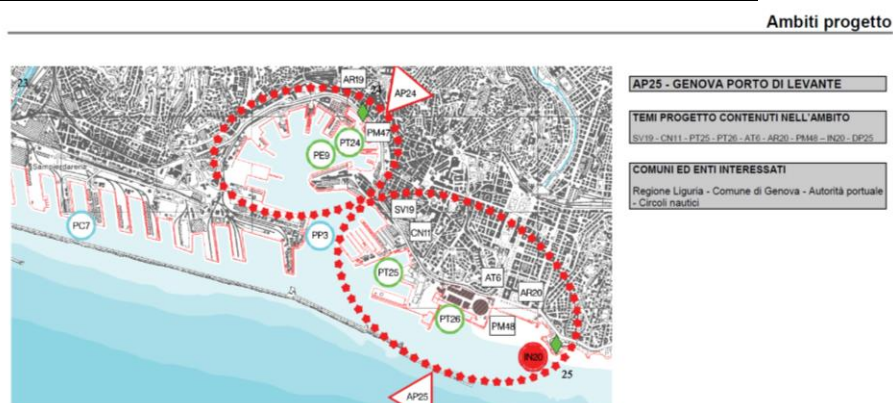 Ambiti progetto
23
AR19
24
AP24
PM47
PT24
PE9
Sampierdarena
SV19
PC7
PP3
CN11
PT25
AT6
AR20
PT26
PM48
IN20
25
AP25
AP25 - GENOVA PORTO DI LEVANTE
TEMI PROGETTO CONTENUTI NELL'AMBITO
SV19 - CN11 - PT25 - PT26 - AT6 - AR20 - PM48 – IN20 - DP25
COMUNI ED ENTI INTERESSATI
Regione Liguria - Comune di Genova - Autorità portuale
- Circoli nautici